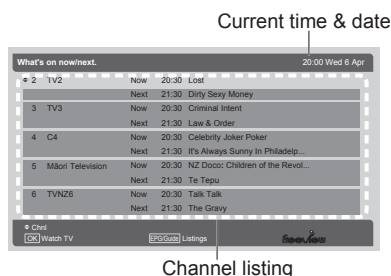 Current time & date
What's on now/next. 20:00 Wed 6 Apr
2 TV2 Now 20:30 Lost
Next 21:30 Dirty Sexy Money
3 TV3 Now 20:30 Criminal Intent
Next 21:30 Law & Order
4 C4 Now 20:30 Celebrity Joker Poker
Next 21:30 It's Always Sunny In Philadelp...
5 Māori Television Now 20:30 NZ Doco: Children of the Revol...
Next 21:30 Te Tepu
6 TVNZ6 Now 20:30 Talk Talk
Next 21:30 The Gravy
Chnl
OK Watch TV EPG/Guide Listings
Channel listing